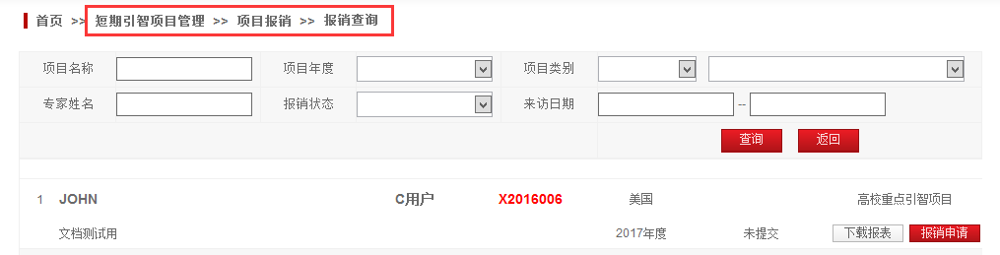 首页 >> 短期引智项目管理 >> 项目报销 >> 报销查询
项目名称 项目年度 项目类别
专家姓名 报销状态 来访日期 --
查询 返回
1 JOHN C用户 X2016006 美国 高校重点引智项目
文档测试用 2017年度 未提交 下载报表 报销申请